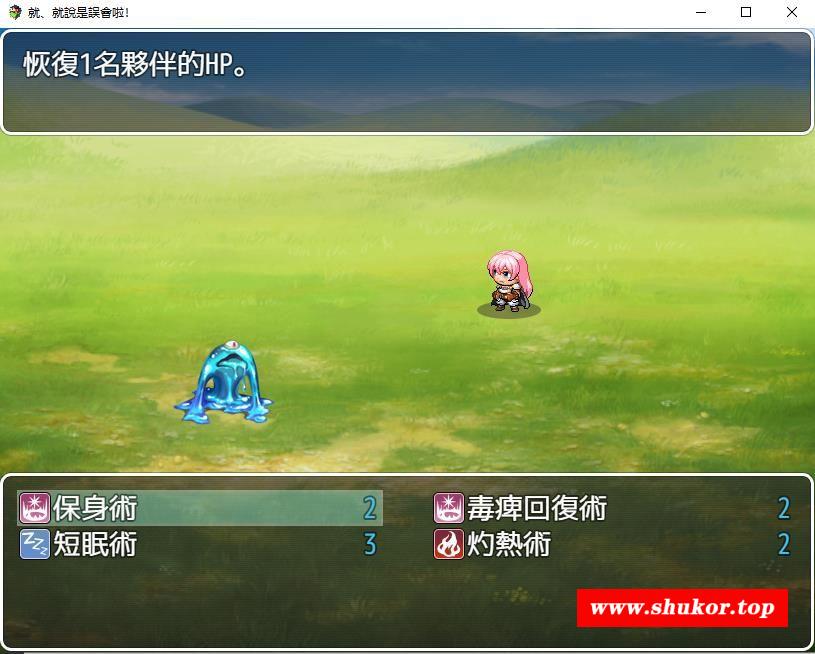 就、就說是誤會啦!
恢復1名夥伴的HP。
保身術 2 毒痺回復術 2
短眠術 3 灼熱術 2
www.shukor.top